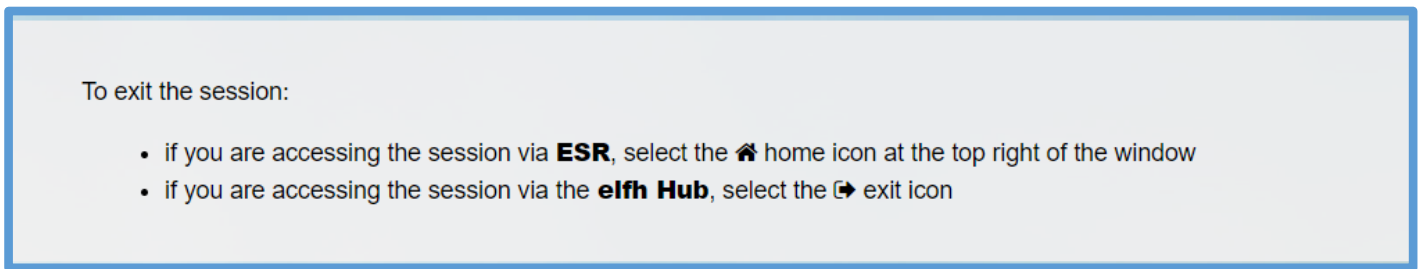 To exit the session:
• if you are accessing the session via ESR, select the home icon at the top right of the window
• if you are accessing the session via the elfh Hub, select the exit icon